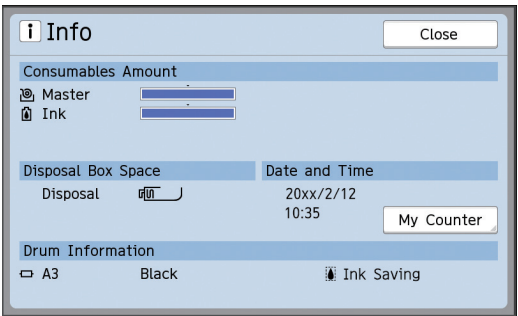 i Info
Close
Consumables Amount
Master
Ink
Disposal Box Space
Disposal
Date and Time
20xx/2/12
10:35
My Counter
Drum Information
A3 Black Ink Saving